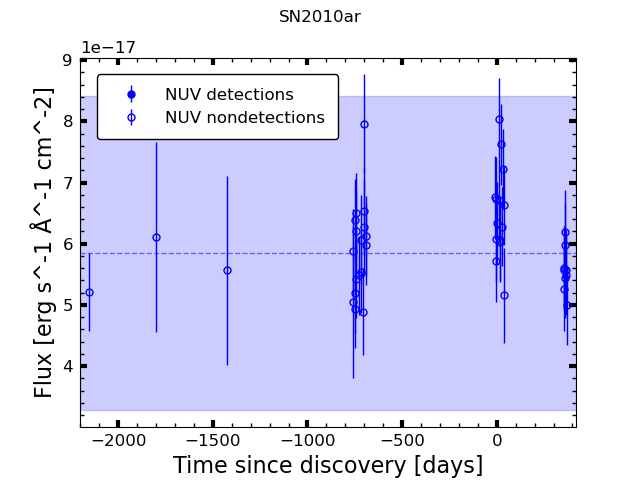 SN2010ar
1e−17
NUV detections
NUV nondetections
9
8
7
6
5
4
Flux [erg s^-1 Å^-1 cm^-2]
−2000 −1500 −1000 −500 0
Time since discovery [days]